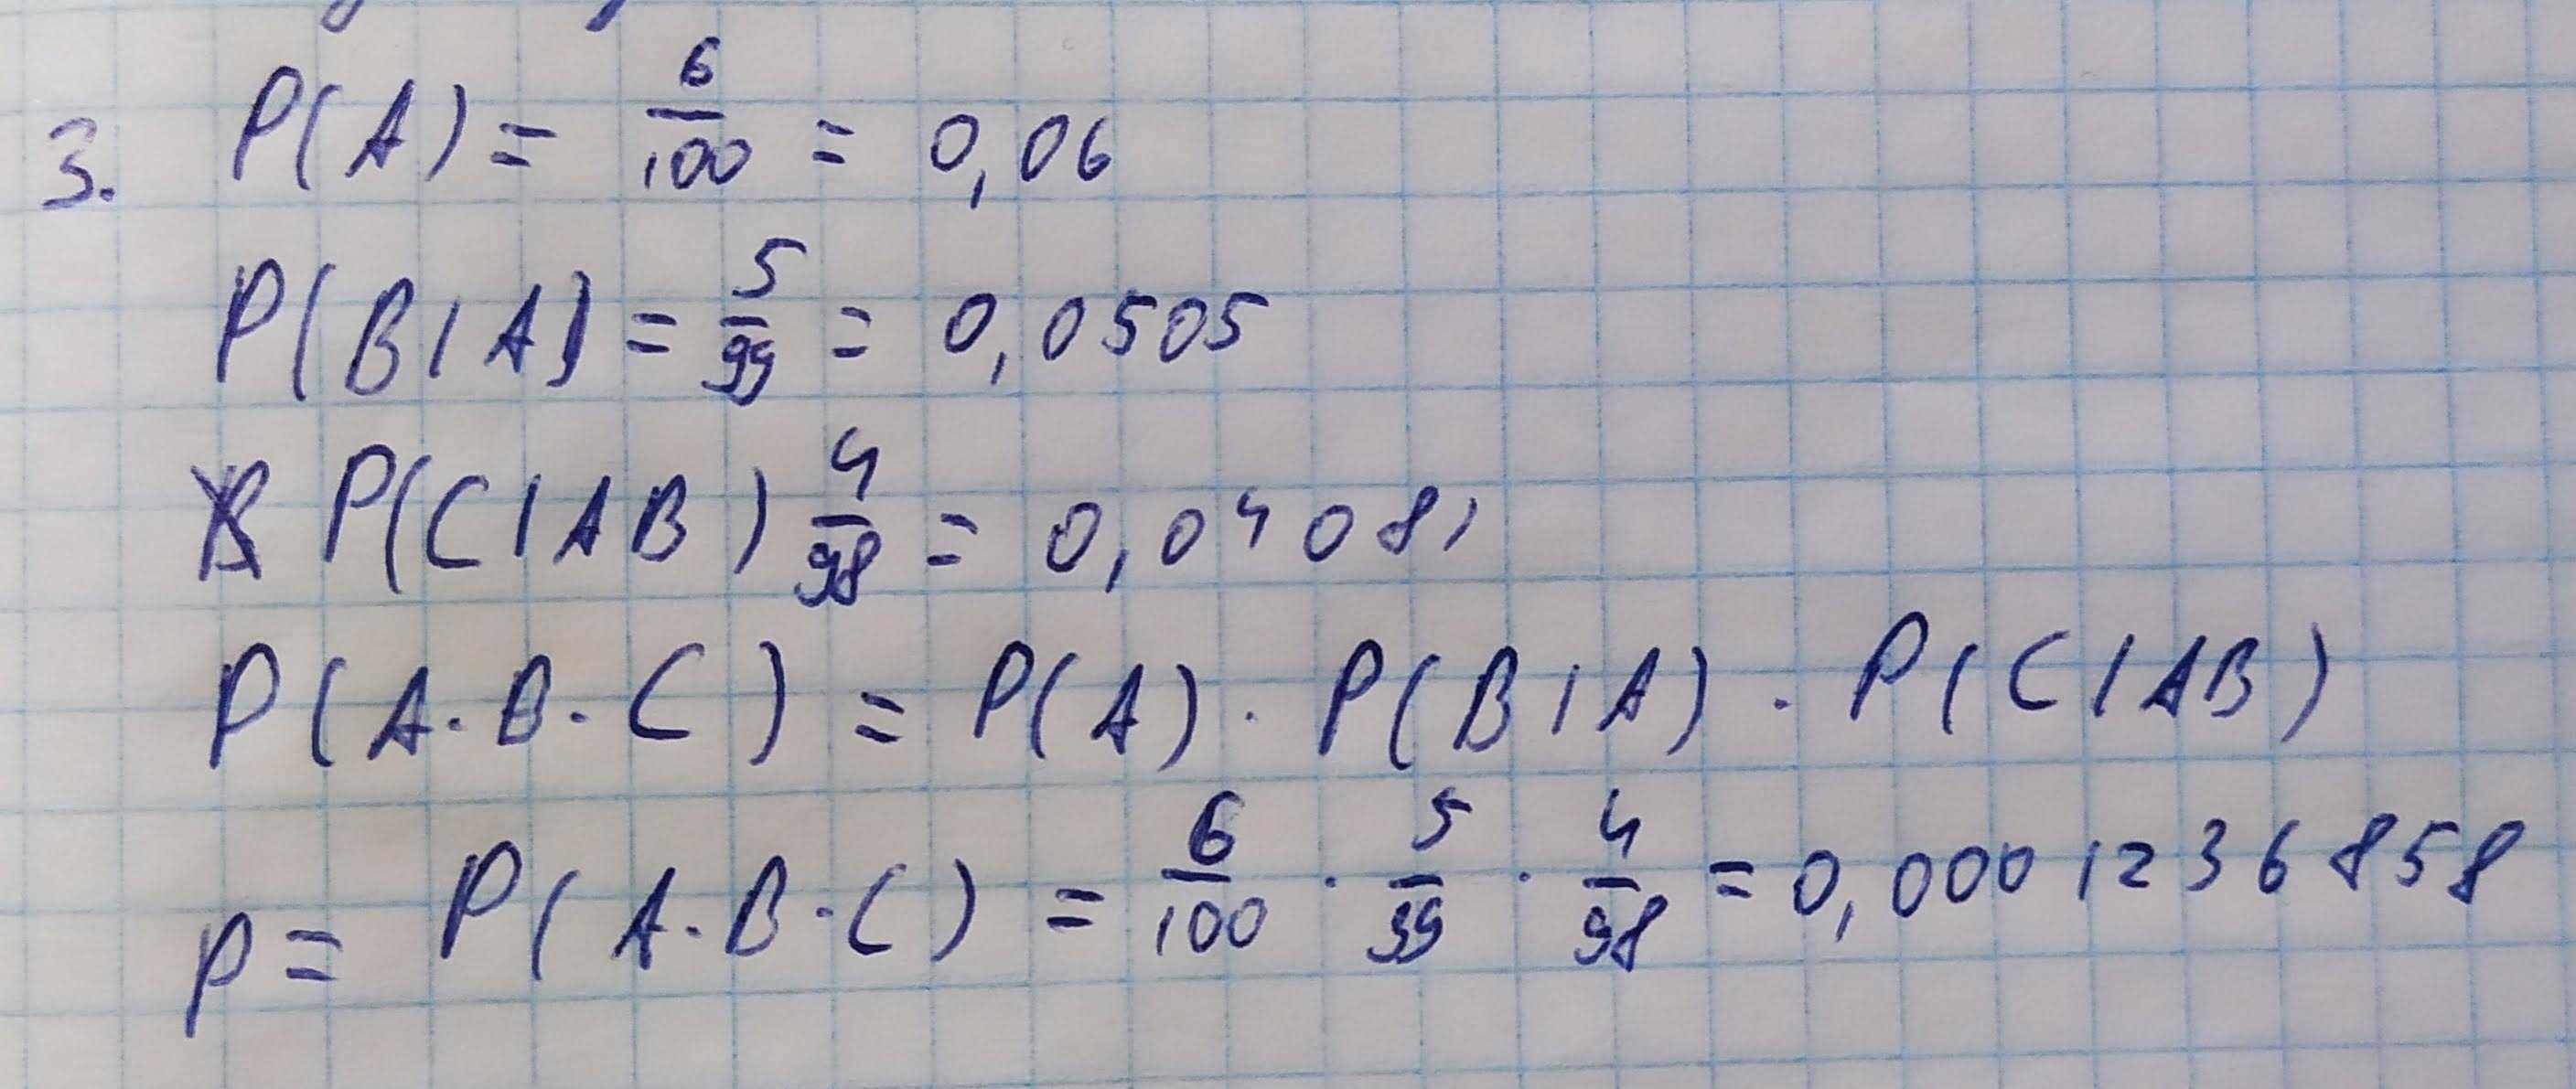 3. P(A) = 6/100 = 0,06
P(B|A) = 5/99 = 0,0505
P(C|AB) 4/98 = 0,04081
P(A·B·C) = P(A) · P(B|A) · P(C|AB)
p = P(A·B·C) = 6/100 · 5/99 · 4/98 = 0,0001236858